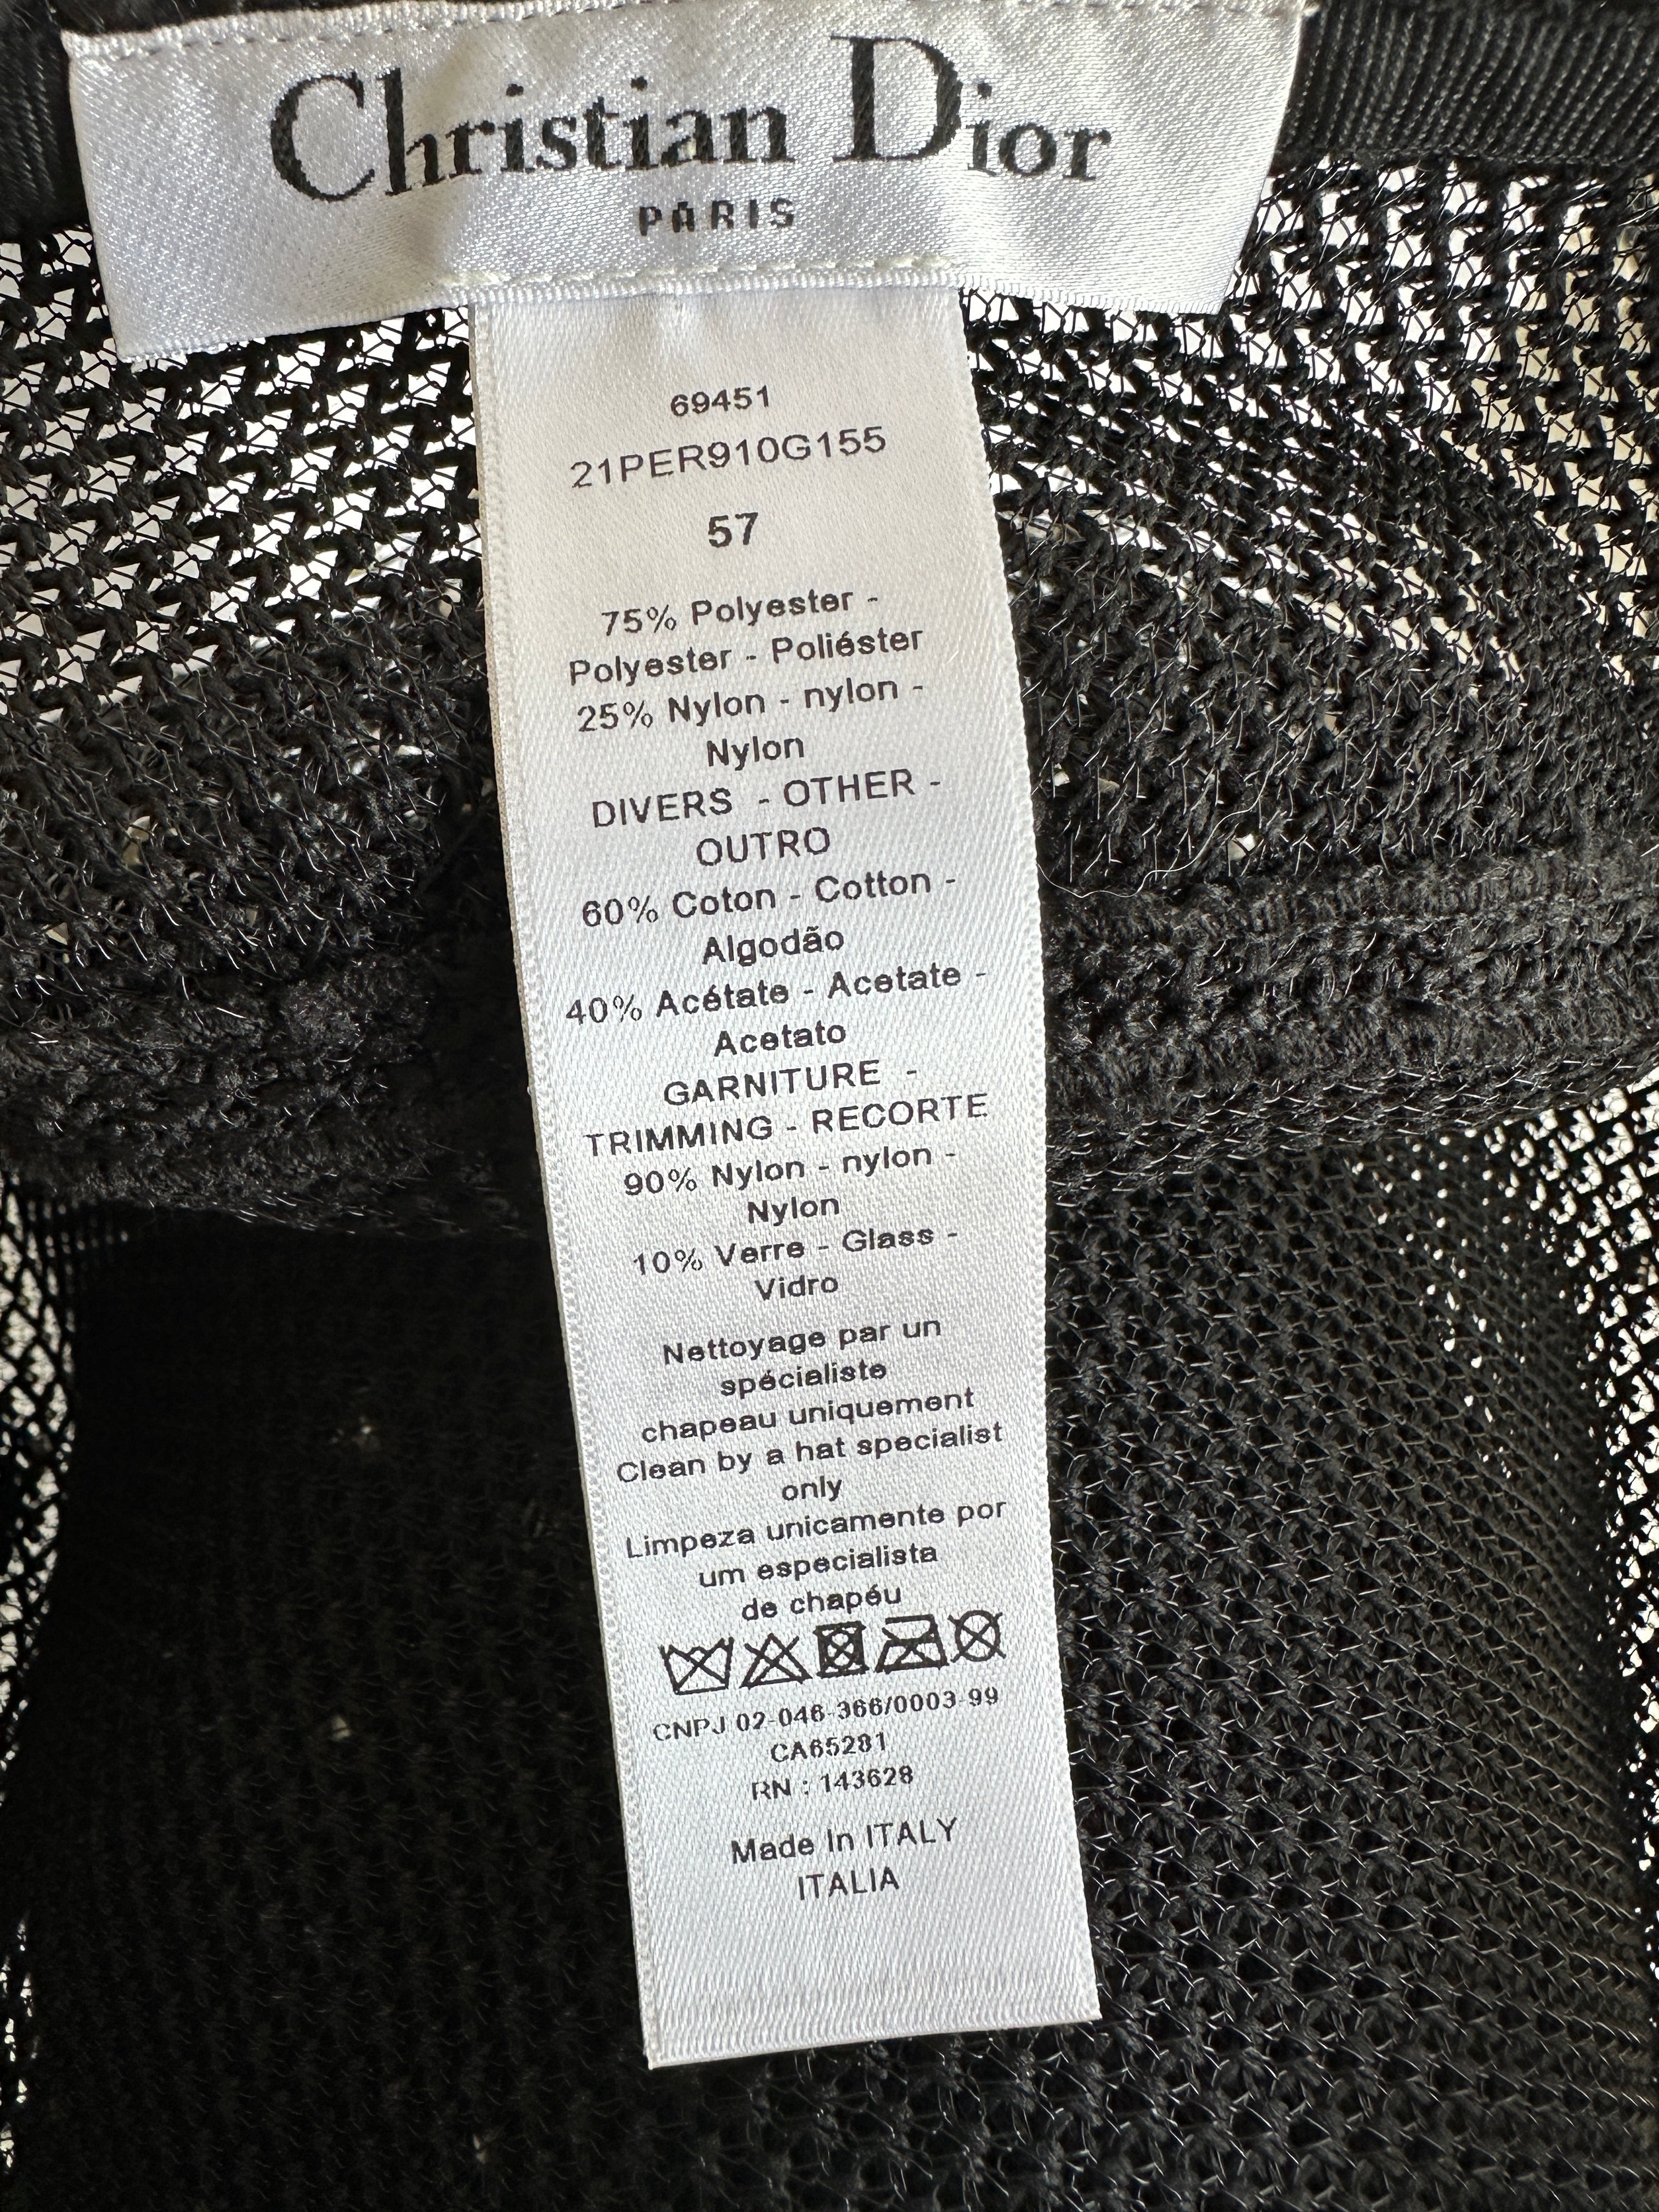 Christian Dior
PARIS
69451
21PER910G155
57
75% Polyester -
Polyester - Poliéster
25% Nylon - nylon -
Nylon
DIVERS - OTHER -
OUTRO
60% Coton - Cotton -
Algodão
40% Acétate - Acetate -
Acetato
GARNITURE -
TRIMMING - RECORTE
90% Nylon - nylon -
Nylon
10% Verre - Glass -
Vidro
Nettoyage par un
spécialiste
chapeau uniquement
Clean by a hat specialist
only
Limpeza unicamente por
um especialista
de chapéu
CNPJ 02-046-366/0003-99
CA65281
RN : 143628
Made In ITALY
ITALIA